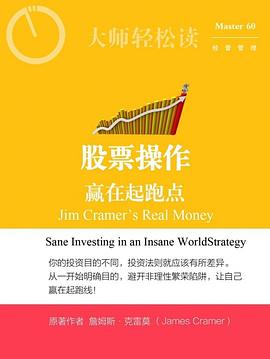 大师轻松读
Master 60
经营管理
股票操作
赢在起跑点
Jim Cramer's Real Money
Sane Investing in an Insane WorldStrategy
你的投资目的不同，投资法则就应该有所差异。
从一开始明确目的，避开非理性繁荣陷阱，让自己
赢在起跑线！
原著作者 詹姆斯·克雷莫（James Cramer）